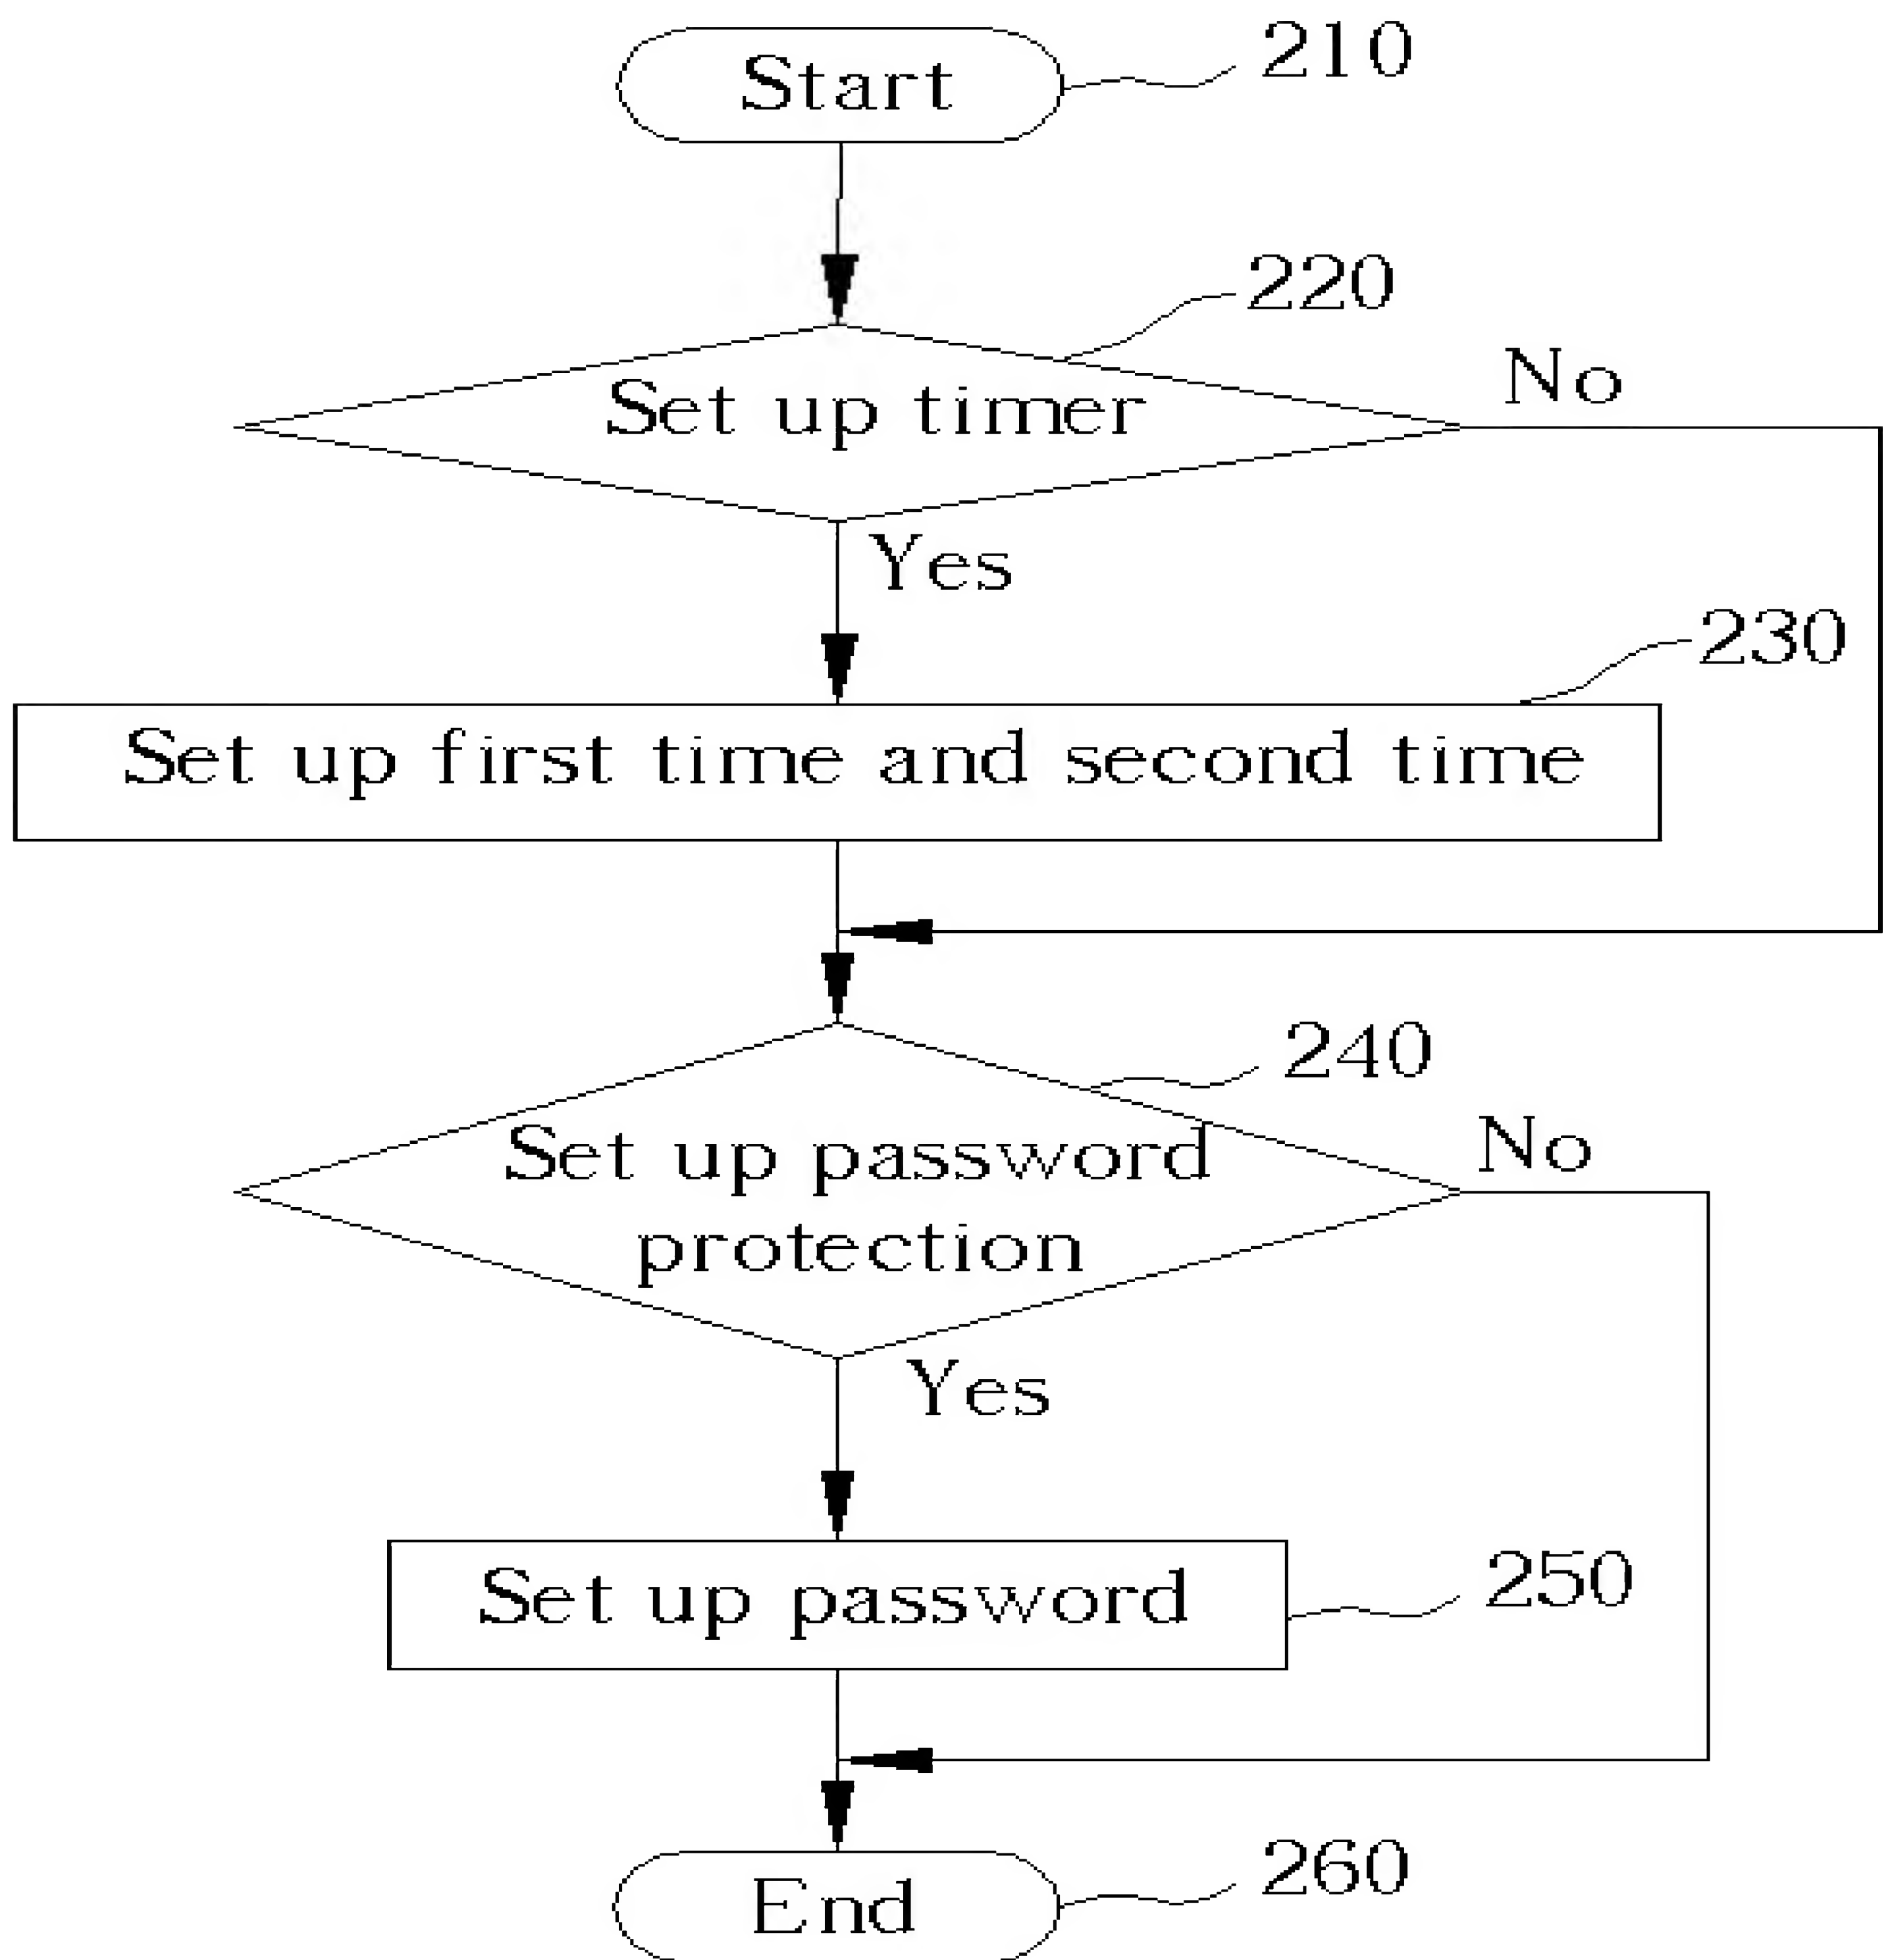 Start
210
220
Set up timer
No
Yes
230
Set up first time and second time
240
Set up password
protection
No
Yes
Set up password
250
End
260